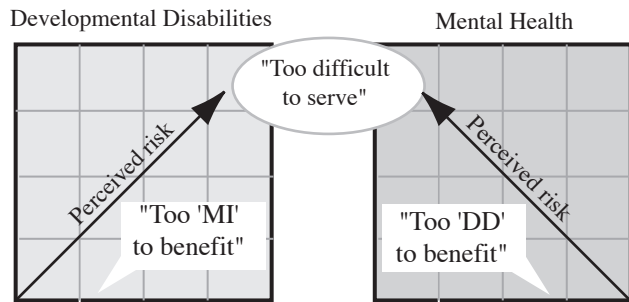 Developmental Disabilities
Mental Health
"Too difficult
to serve"
Perceived risk
Perceived risk
"Too 'MI'
to benefit"
"Too 'DD'
to benefit"